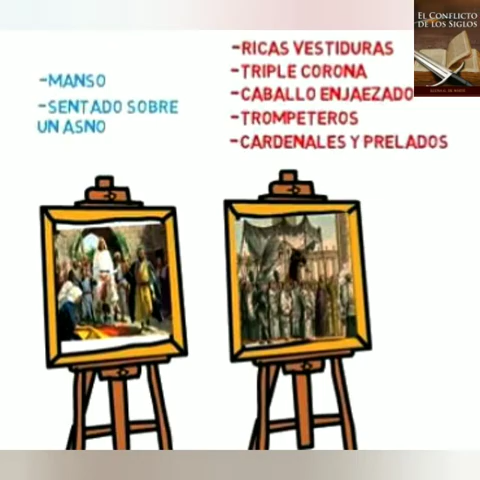 -MANSO
-SENTADO SOBRE
UN ASNO
-RICAS VESTIDURAS
-TRIPLE CORONA
-CABALLO ENJAEZADO
-TROMPETEROS
-CARDENALES Y PRELADOS
EL CONFLICTO
DE LOS SIGLOS